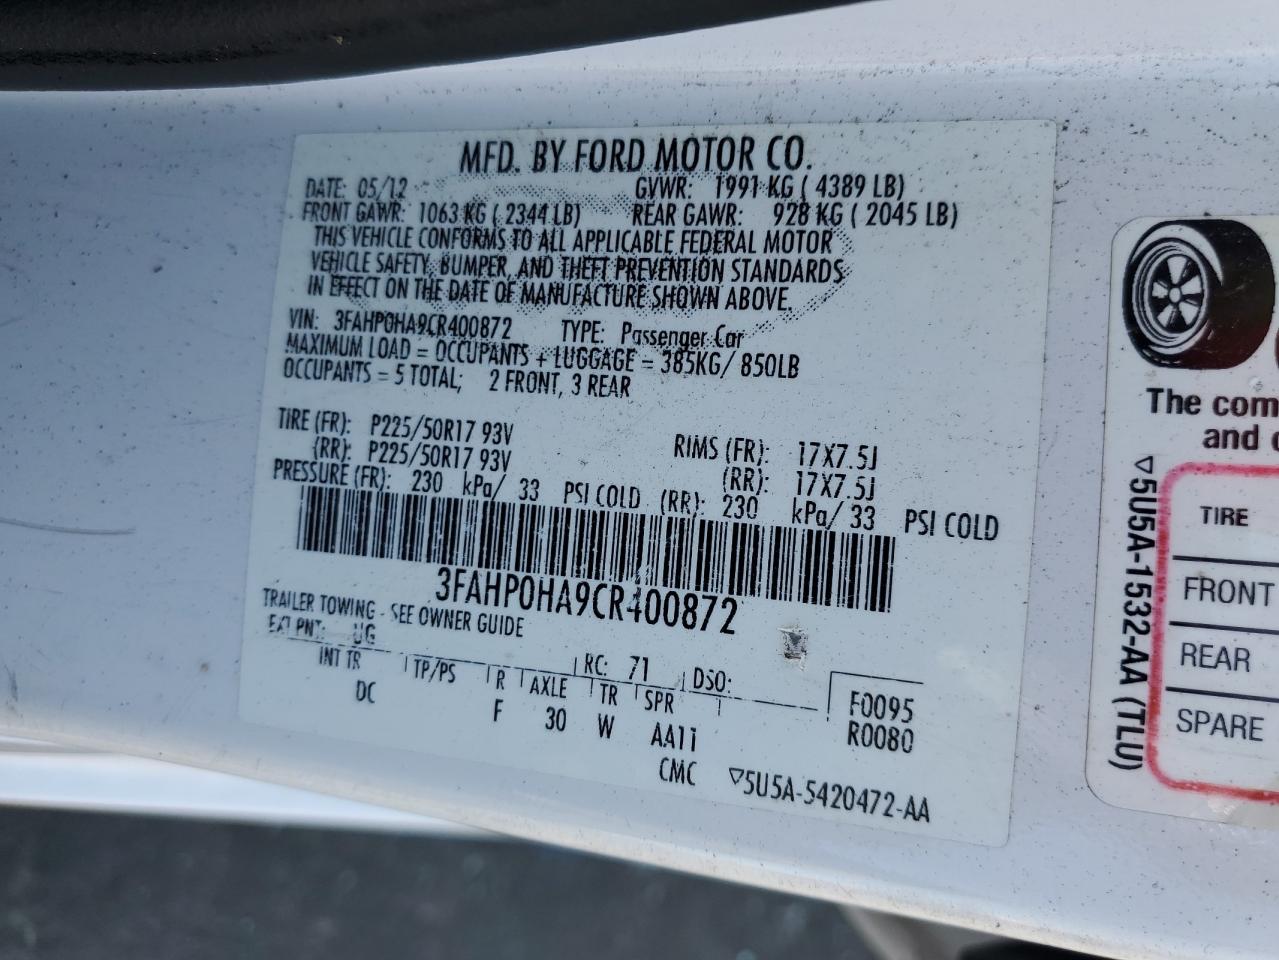 MFD. BY FORD MOTOR CO.
DATE: 05/12 GVWR: 1991 KG ( 4389 LB)
FRONT GAWR: 1063 KG ( 2344 LB) REAR GAWR: 928 KG ( 2045 LB)
THIS VEHICLE CONFORMS TO ALL APPLICABLE FEDERAL MOTOR
VEHICLE SAFETY, BUMPER, AND THEFT PREVENTION STANDARDS
IN EFFECT ON THE DATE OF MANUFACTURE SHOWN ABOVE.
VIN: 3FAHP0HA9CR400872 TYPE: Passenger Car
MAXIMUM LOAD = OCCUPANTS + LUGGAGE = 385KG/ 850LB
OCCUPANTS = 5 TOTAL; 2 FRONT, 3 REAR
TIRE (FR): P225/50R17 93V RIMS (FR): 17X7.5J
(RR): P225/50R17 93V (RR): 17X7.5J
PRESSURE (FR): 230 kPa/ 33 PSI COLD (RR): 230 kPa/ 33 PSI COLD
3FAHP0HA9CR400872
TRAILER TOWING - SEE OWNER GUIDE
EXT PNT: UG RC: 71 DSO:
INT TR TP/PS R AXLE TR SPR F0095
DC F 30 W AA11 R0080
CMC ▽5U5A-5420472-AA
The com
and
▽5U5A-1532-AA (TLU)
TIRE
FRONT
REAR
SPARE